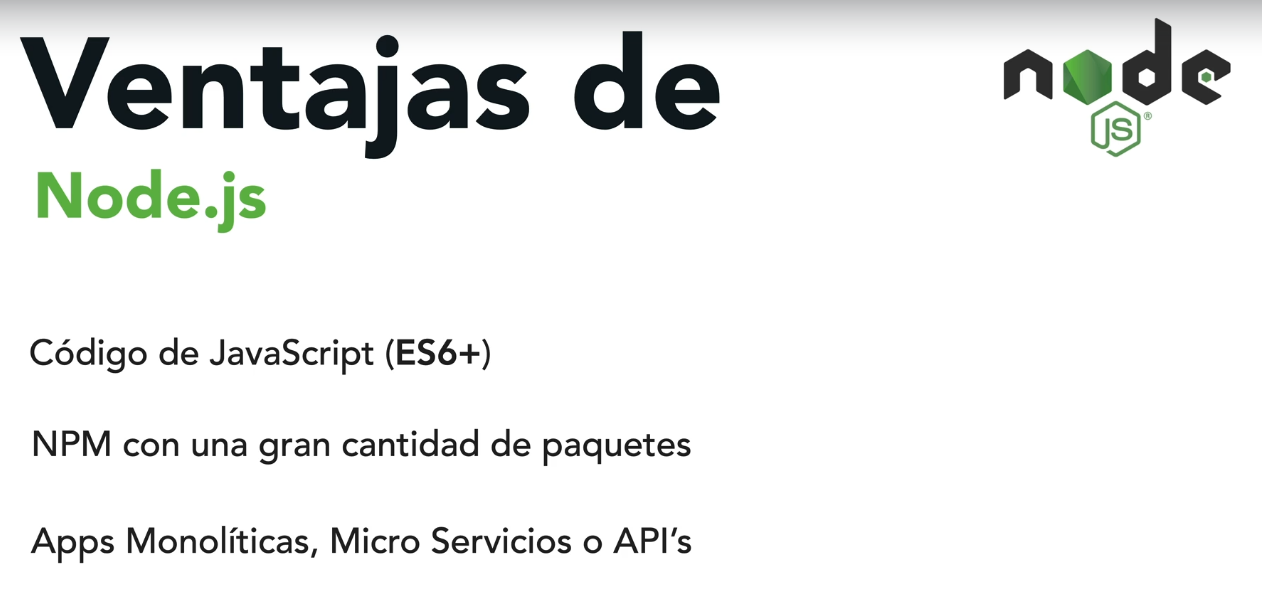 Ventajas de
node
JS®
Node.js
Código de JavaScript (ES6+)
NPM con una gran cantidad de paquetes
Apps Monolíticas, Micro Servicios o API’s